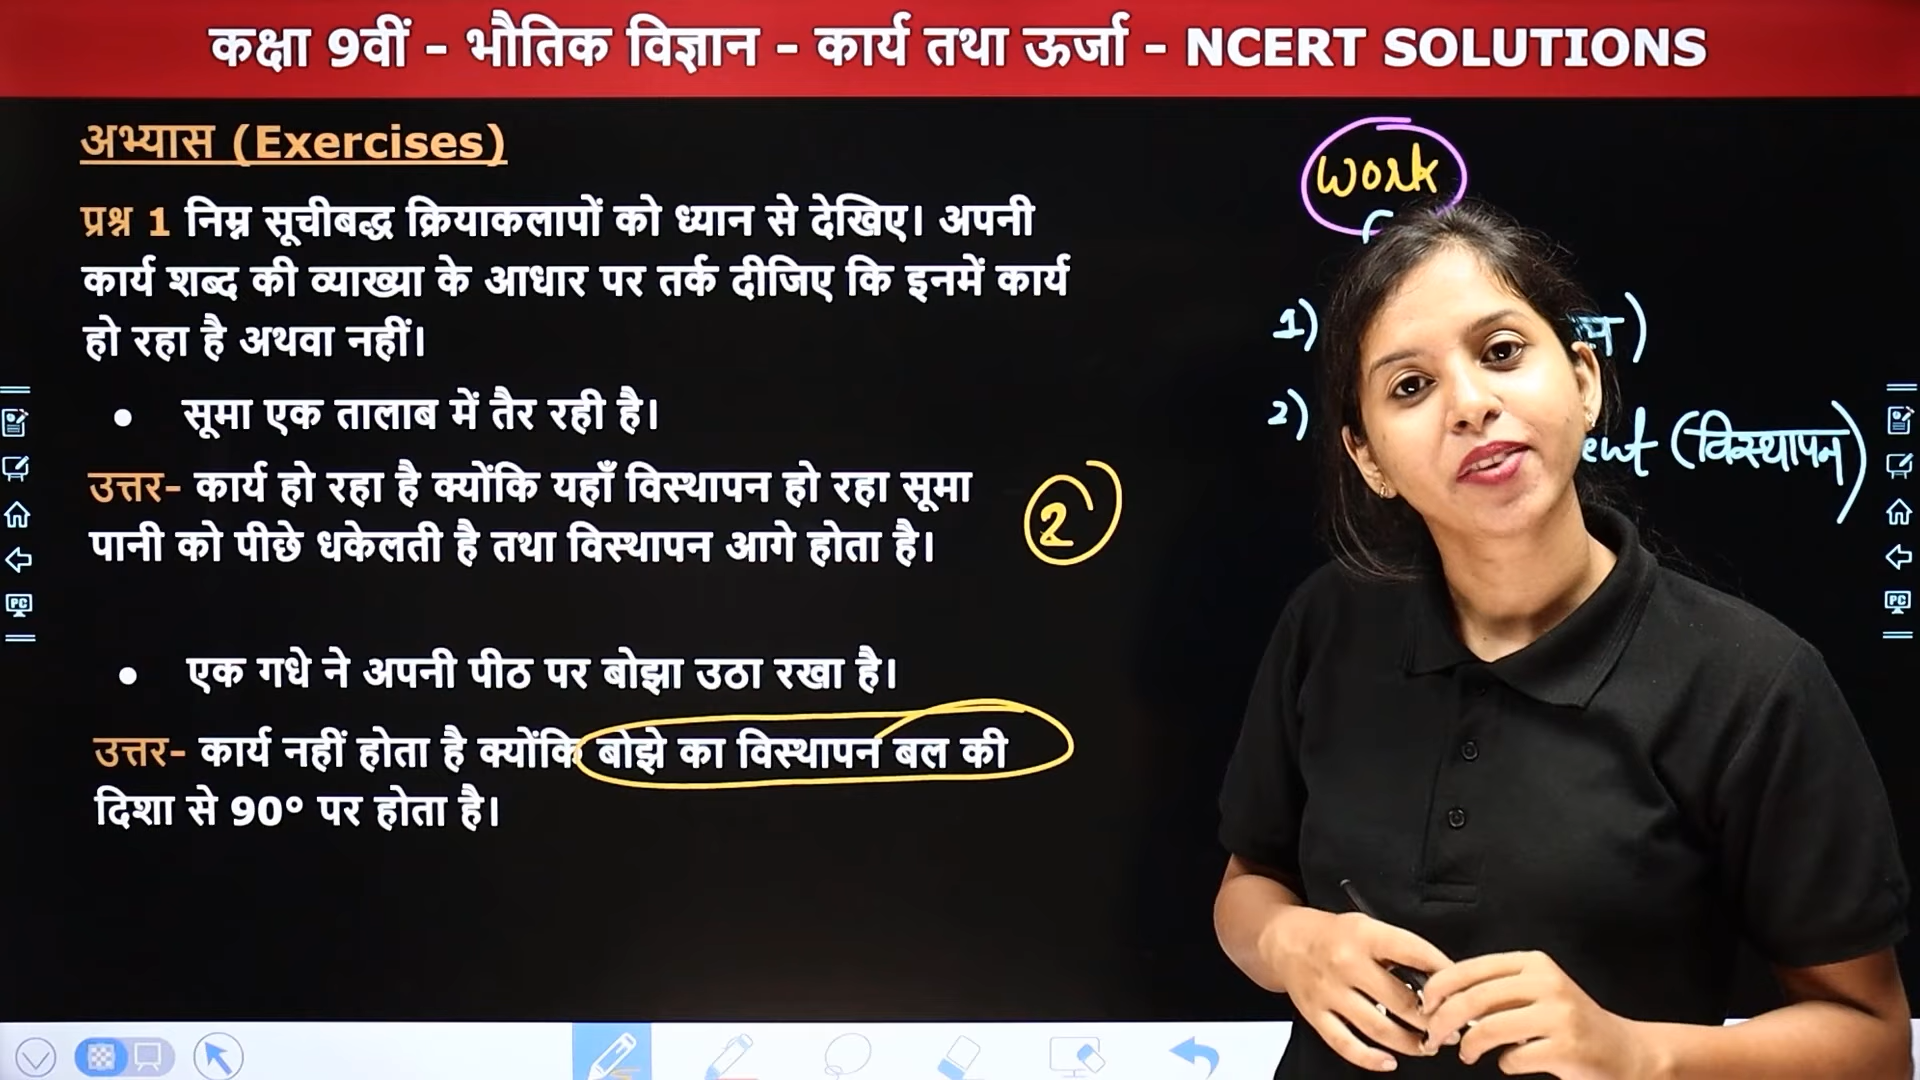 कक्षा 9वीं - भौतिक विज्ञान - कार्य तथा ऊर्जा - NCERT SOLUTIONS
अभ्यास (Exercises)
प्रश्न 1 निम्न सूचीबद्ध क्रियाकलापों को ध्यान से देखिए। अपनी
कार्य शब्द की व्याख्या के आधार पर तर्क दीजिए कि इनमें कार्य
हो रहा है अथवा नहीं।
• सूमा एक तालाब में तैर रही है।
उत्तर- कार्य हो रहा है क्योंकि यहाँ विस्थापन हो रहा सूमा
पानी को पीछे धकेलती है तथा विस्थापन आगे होता है।
• एक गधे ने अपनी पीठ पर बोझा उठा रखा है।
उत्तर- कार्य नहीं होता है क्योंकि बोझे का विस्थापन बल की
दिशा से 90° पर होता है।
2
work
1)
2) (विस्थापन)
PC
PC